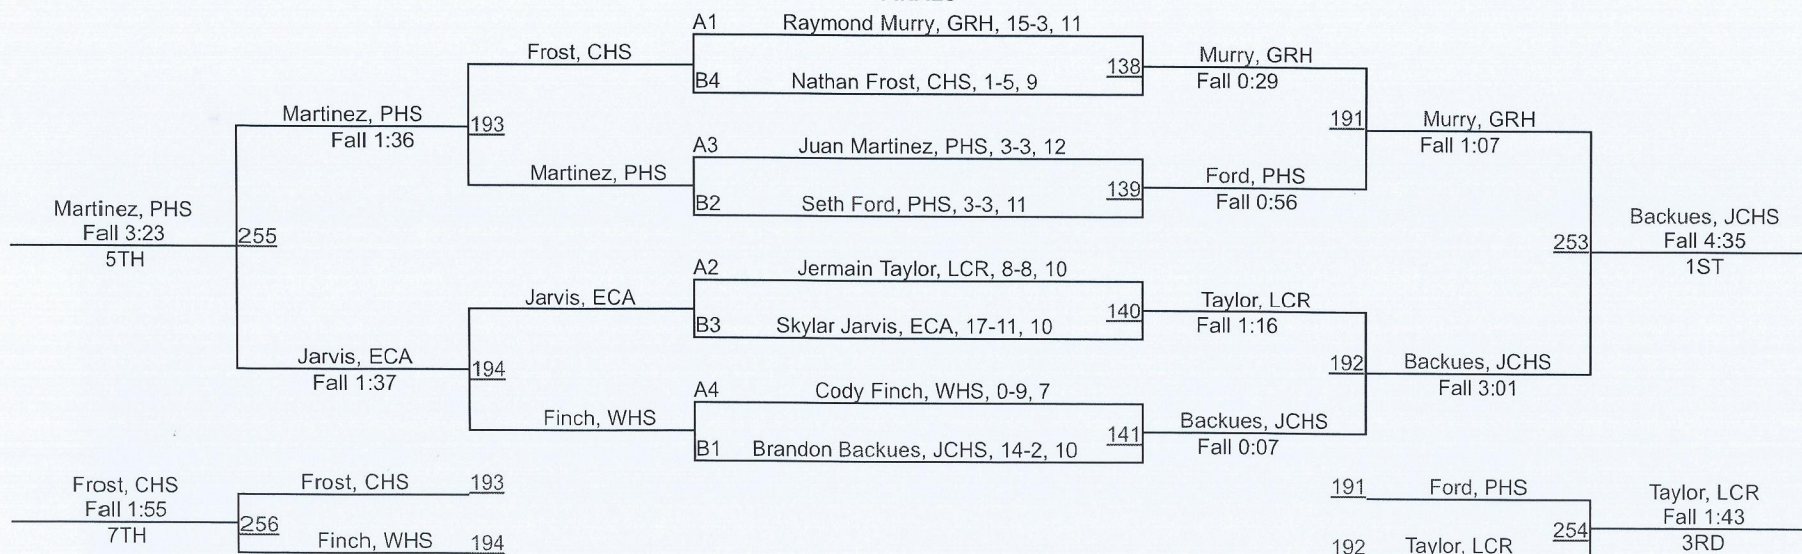 A1 Raymond Murry, GRH, 15-3, 11
Frost, CHS
138
Murry, GRH
Fall 0:29
B4 Nathan Frost, CHS, 1-5, 9
Martinez, PHS
Fall 1:36
193
191
Murry, GRH
Fall 1:07
A3 Juan Martinez, PHS, 3-3, 12
Martinez, PHS
139
Ford, PHS
Fall 0:56
B2 Seth Ford, PHS, 3-3, 11
Martinez, PHS
Fall 3:23
5TH
255
253
Backues, JCHS
Fall 4:35
1ST
A2 Jermain Taylor, LCR, 8-8, 10
Jarvis, ECA
140
Taylor, LCR
Fall 1:16
B3 Skylar Jarvis, ECA, 17-11, 10
Jarvis, ECA
Fall 1:37
194
192
Backues, JCHS
Fall 3:01
A4 Cody Finch, WHS, 0-9, 7
Finch, WHS
141
Backues, JCHS
Fall 0:07
B1 Brandon Backues, JCHS, 14-2, 10
Frost, CHS
Fall 1:55
7TH
Frost, CHS 193
256
Finch, WHS 194
191 Ford, PHS
254
192 Taylor, LCR
Taylor, LCR
Fall 1:43
3RD